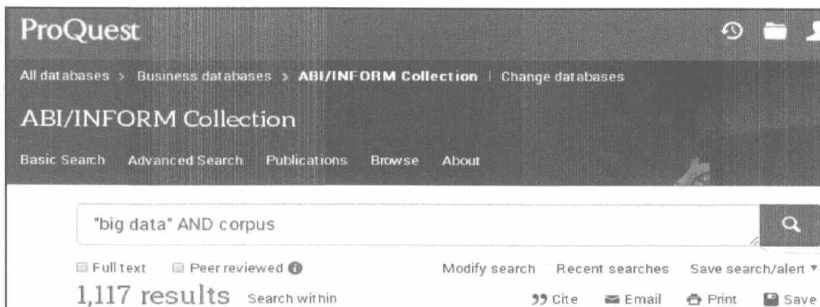 ProQuest
All databases > Business databases > ABI/INFORM Collection | Change databases
ABI/INFORM Collection
Basic Search Advanced Search Publications Browse About
"big data" AND corpus
Full text Peer reviewed Modify search Recent searches Save search/alert
1,117 results Search within Cite Email Print Save